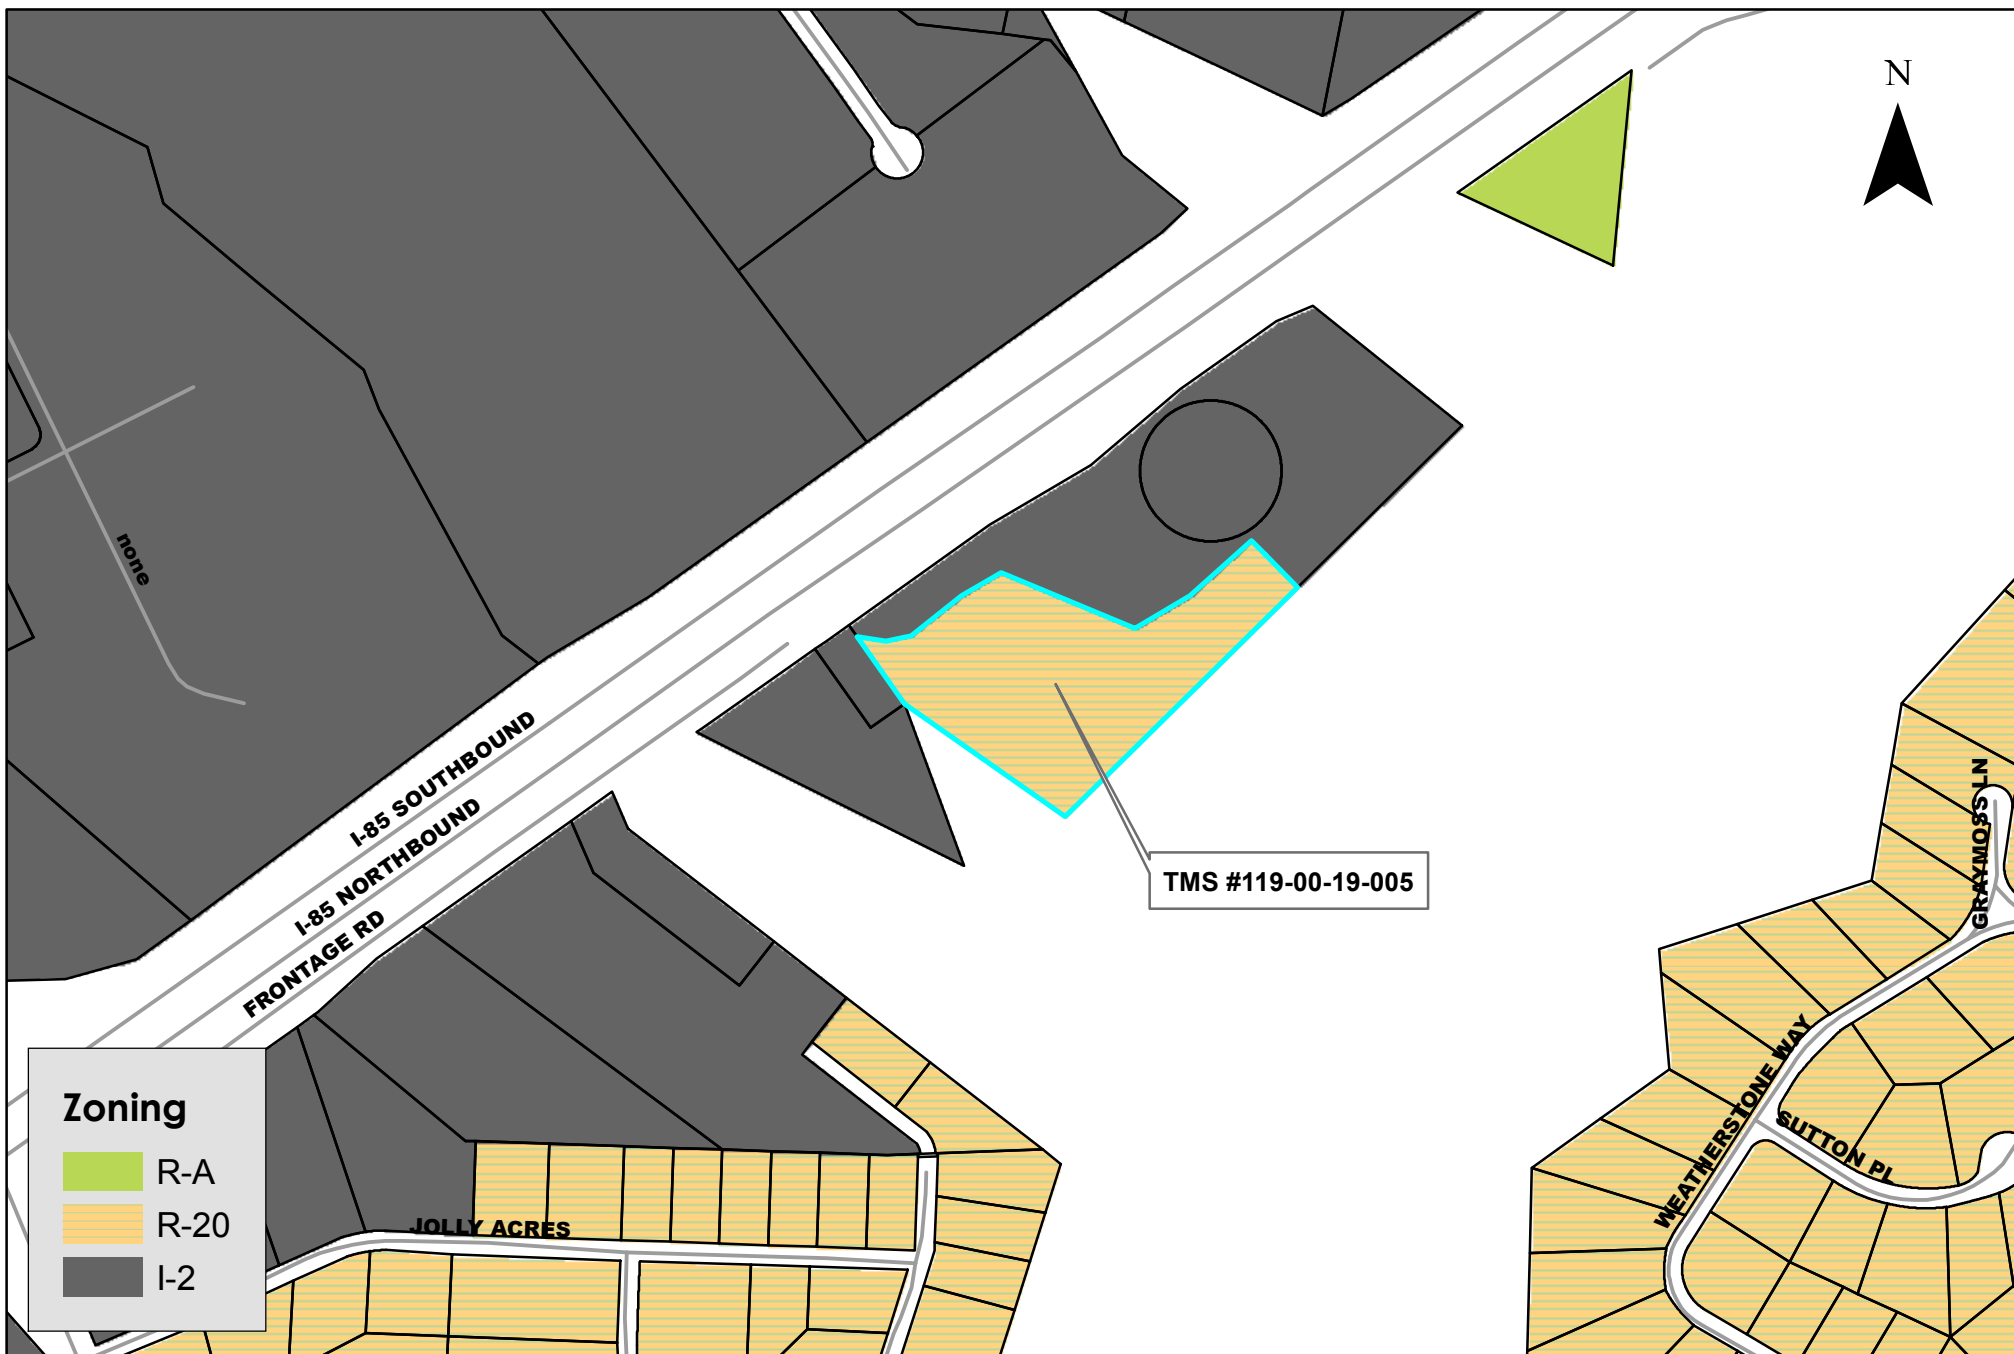 N
none
I-85 SOUTHBOUND
I-85 NORTHBOUND
FRONTAGE RD
TMS #119-00-19-005
GRAYMOSS LN
WEATHERSTONE WAY
SUTTON PL
JOLLY ACRES
Zoning
R-A
R-20
I-2